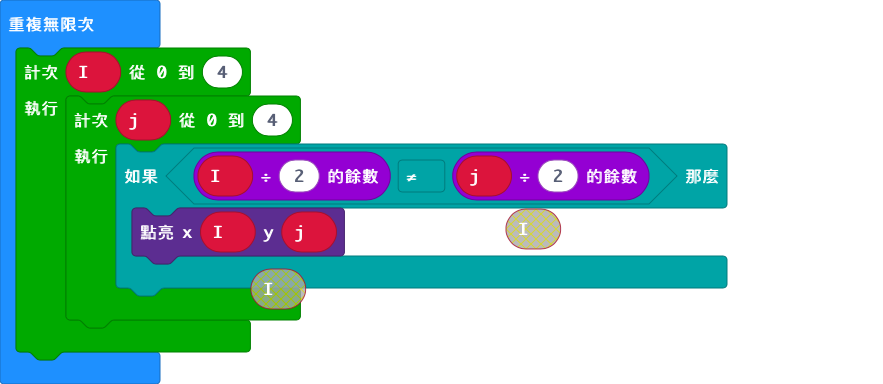 重複無限次
計次 I 從 0 到 4
執行
計次 j 從 0 到 4
執行
如果 I ÷ 2 的餘數 ≠ j ÷ 2 的餘數 那麼
點亮 x I y j
I
I